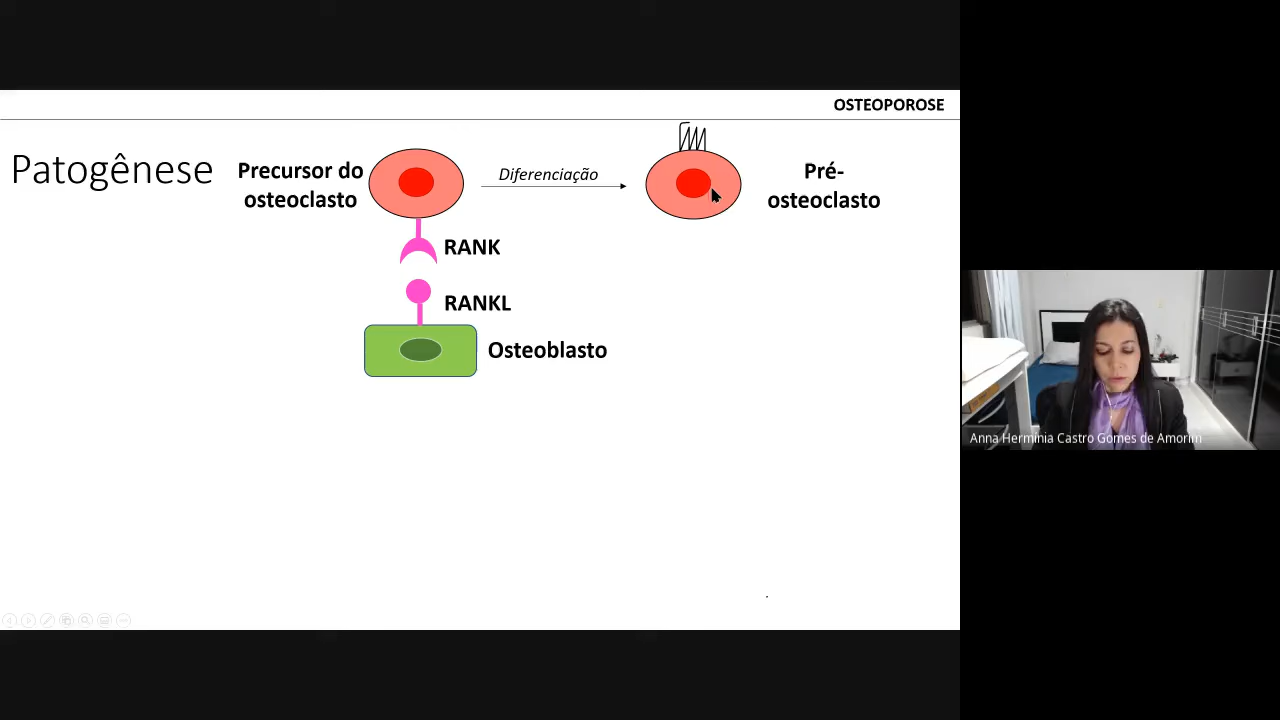 OSTEOPOROSE
Patogênese
Precursor do
osteoclasto
Diferenciação
Pré-
osteoclasto
RANK
RANKL
Osteoblasto
Anna Hermínia Castro Gomes de Amorim